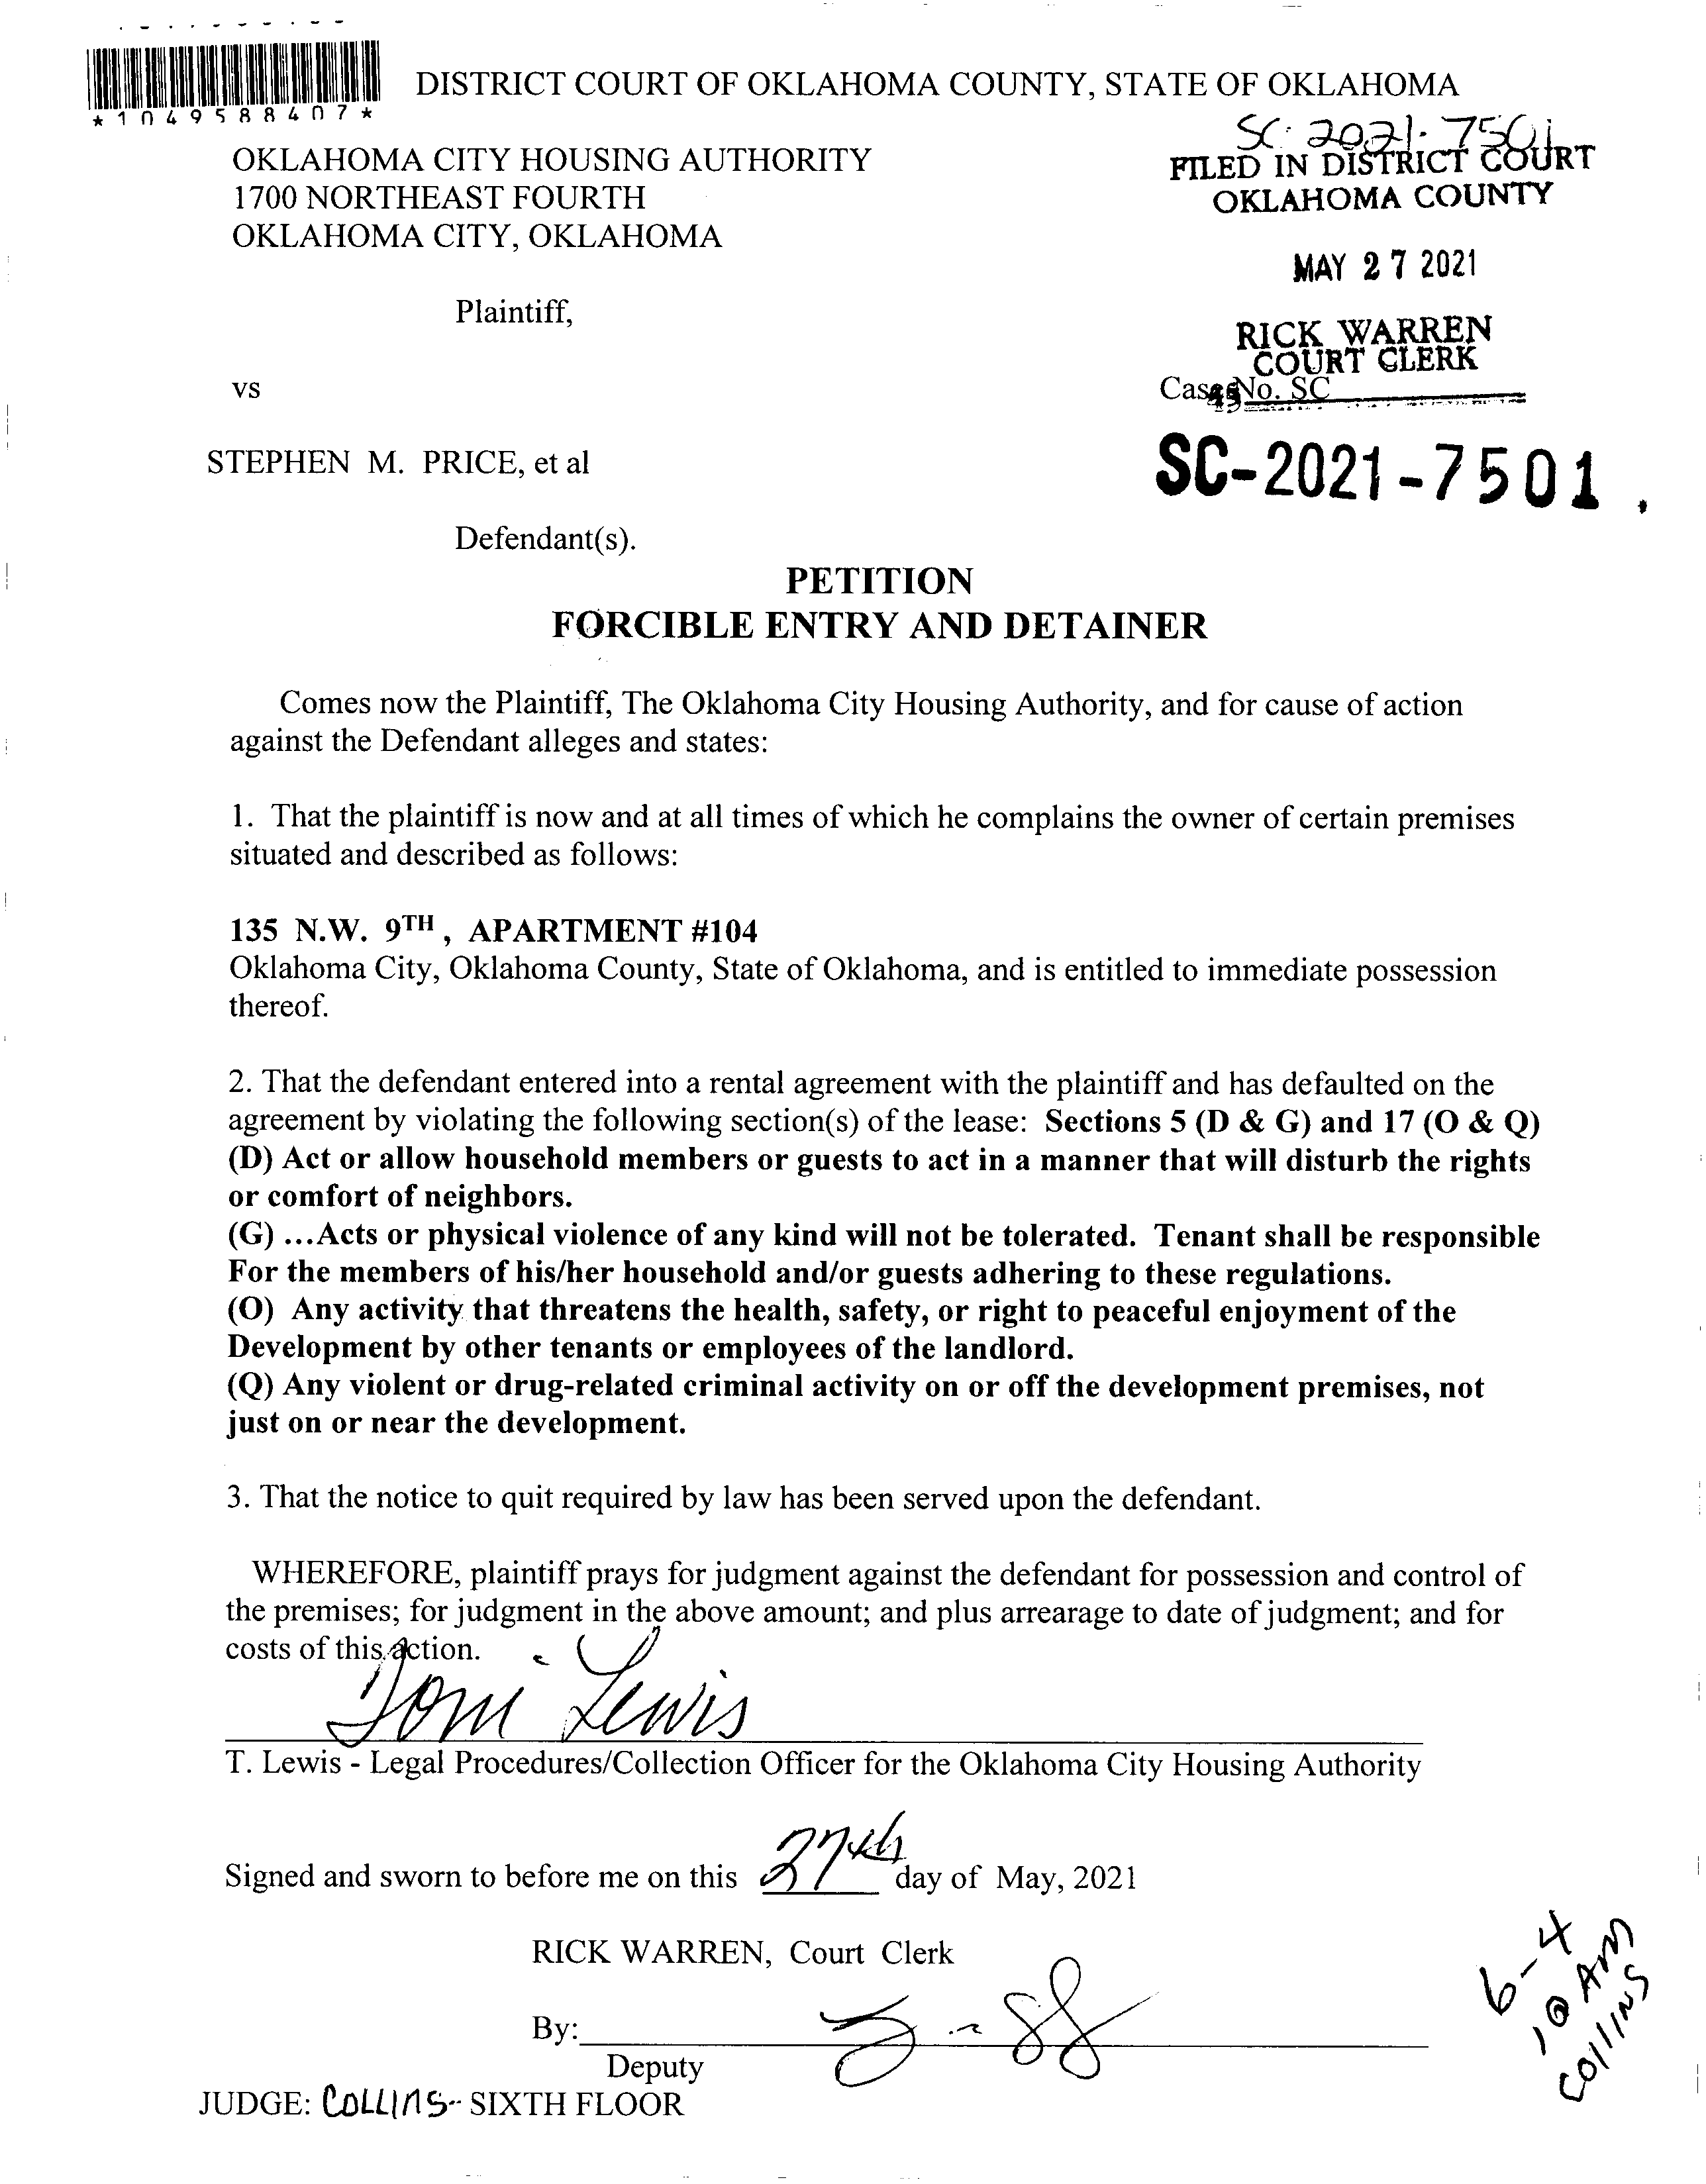 DISTRICT COURT OF OKLAHOMA COUNTY, STATE OF OKLAHOMA
*1049588407*
SC. 2021. 7501
OKLAHOMA CITY HOUSING AUTHORITY
FILED IN DISTRICT COURT
1700 NORTHEAST FOURTH
OKLAHOMA COUNTY
OKLAHOMA CITY, OKLAHOMA
MAY 27 2021
Plaintiff,
RICK WARREN
COURT CLERK
vs
Case No. SC
STEPHEN M. PRICE, et al
SC-2021-7501
Defendant(s).
PETITION
FORCIBLE ENTRY AND DETAINER
Comes now the Plaintiff, The Oklahoma City Housing Authority, and for cause of action
against the Defendant alleges and states:
1. That the plaintiff is now and at all times of which he complains the owner of certain premises
situated and described as follows:
135 N.W. 9TH , APARTMENT #104
Oklahoma City, Oklahoma County, State of Oklahoma, and is entitled to immediate possession
thereof.
2. That the defendant entered into a rental agreement with the plaintiff and has defaulted on the
agreement by violating the following section(s) of the lease: Sections 5 (D & G) and 17 (O & Q)
(D) Act or allow household members or guests to act in a manner that will disturb the rights
or comfort of neighbors.
(G) …Acts or physical violence of any kind will not be tolerated. Tenant shall be responsible
For the members of his/her household and/or guests adhering to these regulations.
(O) Any activity that threatens the health, safety, or right to peaceful enjoyment of the
Development by other tenants or employees of the landlord.
(Q) Any violent or drug-related criminal activity on or off the development premises, not
just on or near the development.
3. That the notice to quit required by law has been served upon the defendant.
WHEREFORE, plaintiff prays for judgment against the defendant for possession and control of
the premises; for judgment in the above amount; and plus arrearage to date of judgment; and for
costs of this action.
Toni Lewis
T. Lewis - Legal Procedures/Collection Officer for the Oklahoma City Housing Authority
Signed and sworn to before me on this 27th day of May, 2021
RICK WARREN, Court Clerk
By:
Deputy
JUDGE: COLLINS-- SIXTH FLOOR
6-4
10 AM
COLLINS